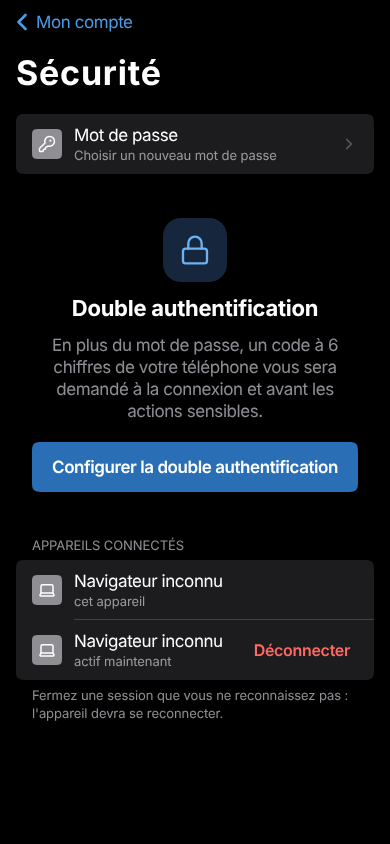 Mon compte
Sécurité
Mot de passe
Choisir un nouveau mot de passe
Double authentification
En plus du mot de passe, un code à 6
chiffres de votre téléphone vous sera
demandé à la connexion et avant les
actions sensibles.
Configurer la double authentification
APPAREILS CONNECTÉS
Navigateur inconnu
cet appareil
Navigateur inconnu
actif maintenant
Déconnecter
Fermez une session que vous ne reconnaissez pas :
l'appareil devra se reconnecter.